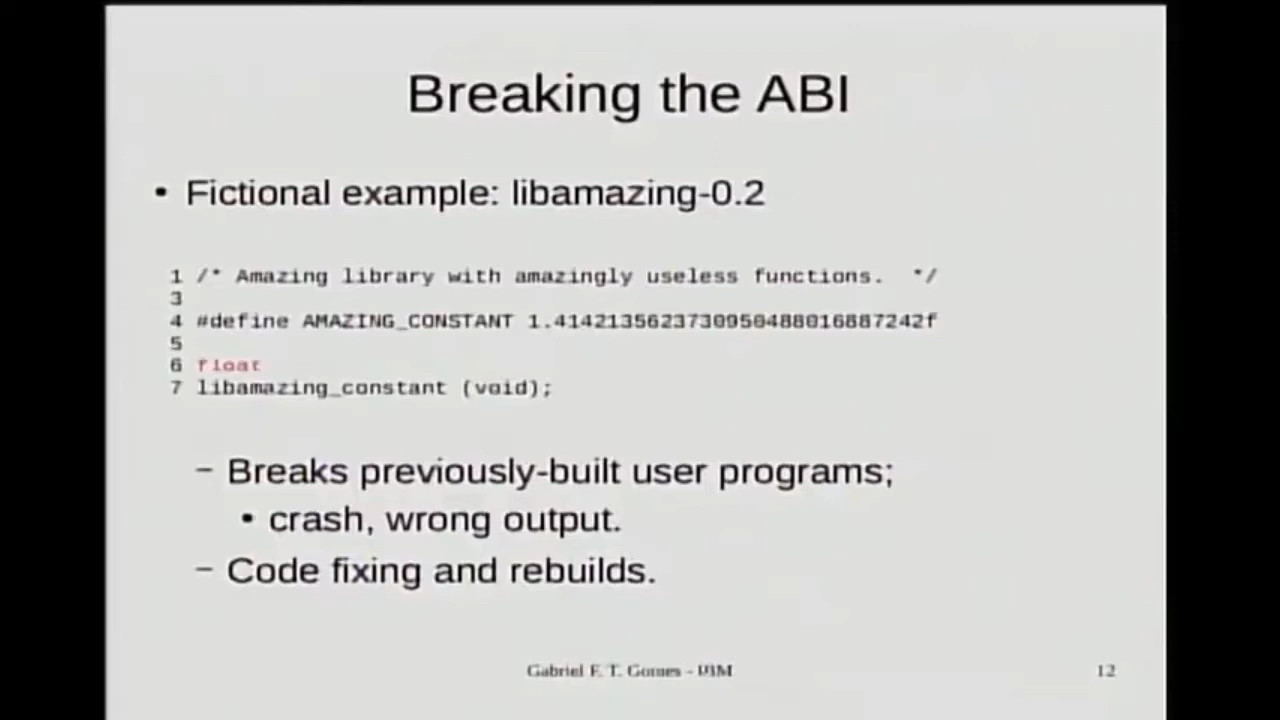 Breaking the ABI
• Fictional example: libamazing-0.2
1 /* Amazing library with amazingly useless functions.  */
3
4 #define AMAZING_CONSTANT 1.4142135623730950488016887242f
5
6 float
7 libamazing_constant (void);
– Breaks previously-built user programs;
• crash, wrong output.
– Code fixing and rebuilds.
Gabriel F. T. Gomes - IBM
12